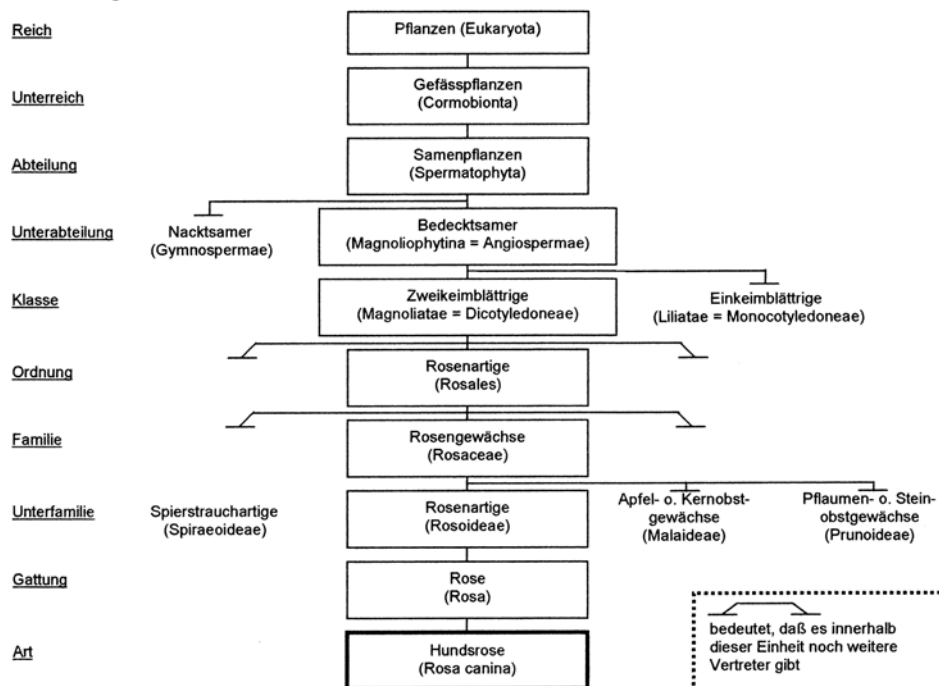 Reich
Pflanzen (Eukaryota)
Unterreich
Gefässpflanzen
(Cormobionta)
Abteilung
Samenpflanzen
(Spermatophyta)
Unterabteilung
Nacktsamer
(Gymnospermae)
Bedecktsamer
(Magnoliophytina = Angiospermae)
Klasse
Zweikeimblättrige
(Magnoliatae = Dicotyledoneae)
Einkeimblättrige
(Liliatae = Monocotyledoneae)
Ordnung
Rosenartige
(Rosales)
Familie
Rosengewächse
(Rosaceae)
Unterfamilie
Spierstrauchartige
(Spiraeoideae)
Rosenartige
(Rosoideae)
Apfel- o. Kernobst-
gewächse
(Malaideae)
Pflaumen- o. Stein-
obstgewächse
(Prunoideae)
Gattung
Rose
(Rosa)
Art
Hundsrose
(Rosa canina)
bedeutet, daß es innerhalb
dieser Einheit noch weitere
Vertreter gibt